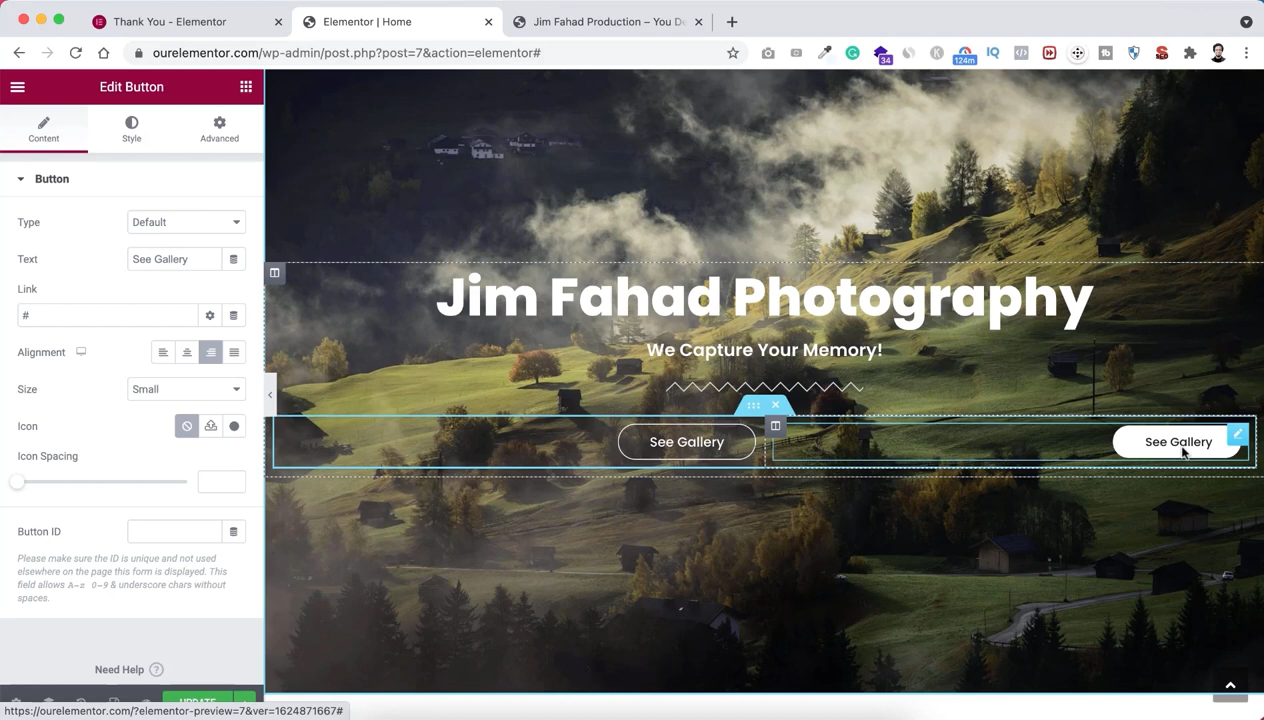 Thank You - Elementor
Elementor | Home
Jim Fahad Production – You De
ourelementor.com/wp-admin/post.php?post=7&action=elementor#
34
124m
Edit Button
Content
Style
Advanced
Button
Type
Default
Text
See Gallery
Link
#
Alignment
Size
Small
Icon
Icon Spacing
Button ID
Please make sure the ID is unique and not used
elsewhere on the page this form is displayed. This
field allows A-z 0-9 & underscore chars without
spaces.
Need Help
?
UPDATE
https://ourelementor.com/?elementor-preview=7&ver=1624871667#
Jim Fahad Photography
We Capture Your Memory!
See Gallery
See Gallery